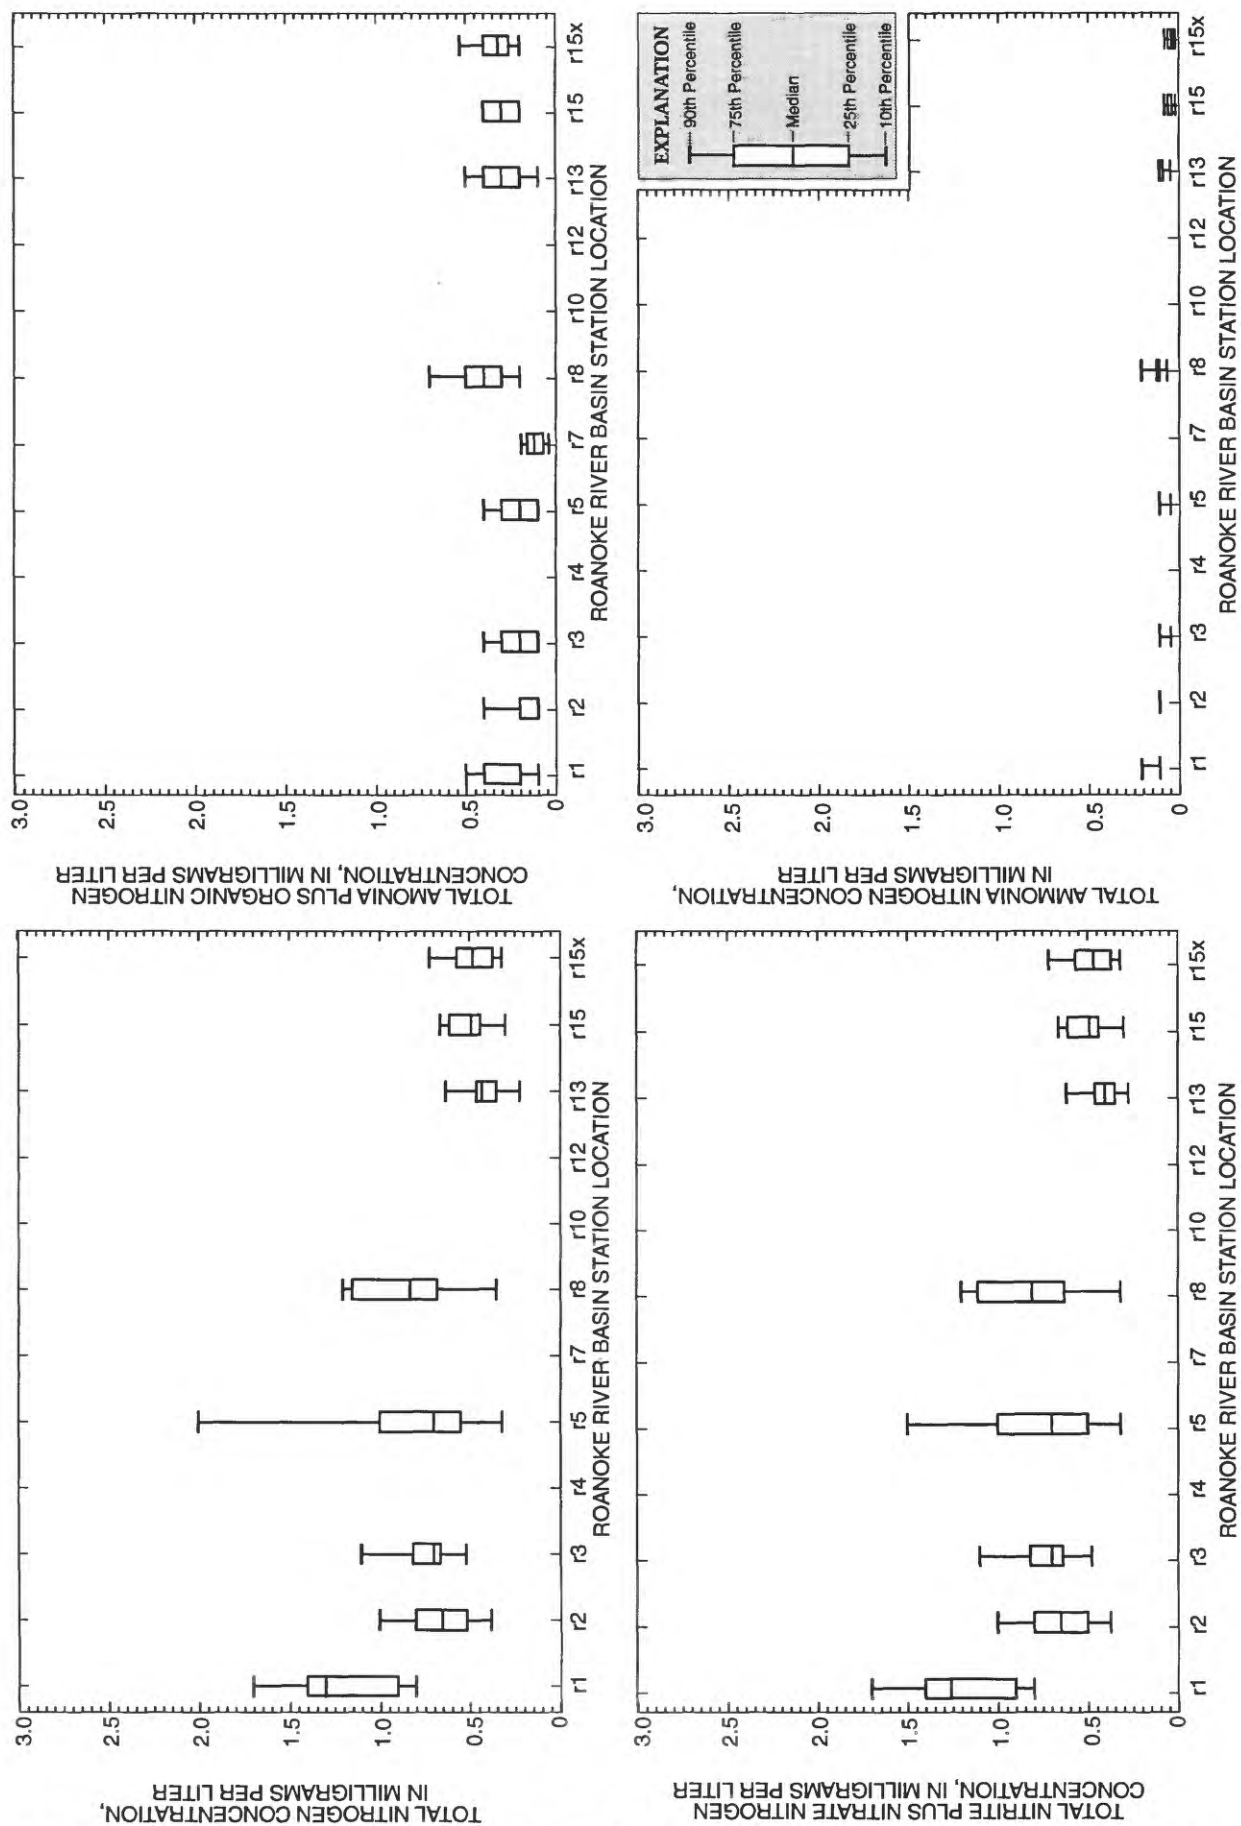 TOTAL NITROGEN CONCENTRATION,
IN MILLIGRAMS PER LITER
3.0
2.5
2.0
1.5
1.0
0.5
0
r1 r2 r3 r4 r5 r7 r8 r10 r12 r13 r15 r15x
ROANOKE RIVER BASIN STATION LOCATION
TOTAL AMONIA PLUS ORGANIC NITROGEN
CONCENTRATION, IN MILLIGRAMS PER LITER
3.0
2.5
2.0
1.5
1.0
0.5
0
r1 r2 r3 r4 r5 r7 r8 r10 r12 r13 r15 r15x
ROANOKE RIVER BASIN STATION LOCATION
TOTAL NITRITE PLUS NITRATE NITROGEN
CONCENTRATION, IN MILLIGRAMS PER LITER
3.0
2.5
2.0
1.5
1.0
0.5
0
r1 r2 r3 r4 r5 r7 r8 r10 r12 r13 r15 r15x
ROANOKE RIVER BASIN STATION LOCATION
TOTAL AMMONIA NITROGEN CONCENTRATION,
IN MILLIGRAMS PER LITER
3.0
2.5
2.0
1.5
1.0
0.5
0
r1 r2 r3 r4 r5 r7 r8 r10 r12 r13 r15 r15x
ROANOKE RIVER BASIN STATION LOCATION
EXPLANATION
90th Percentile
75th Percentile
Median
25th Percentile
10th Percentile